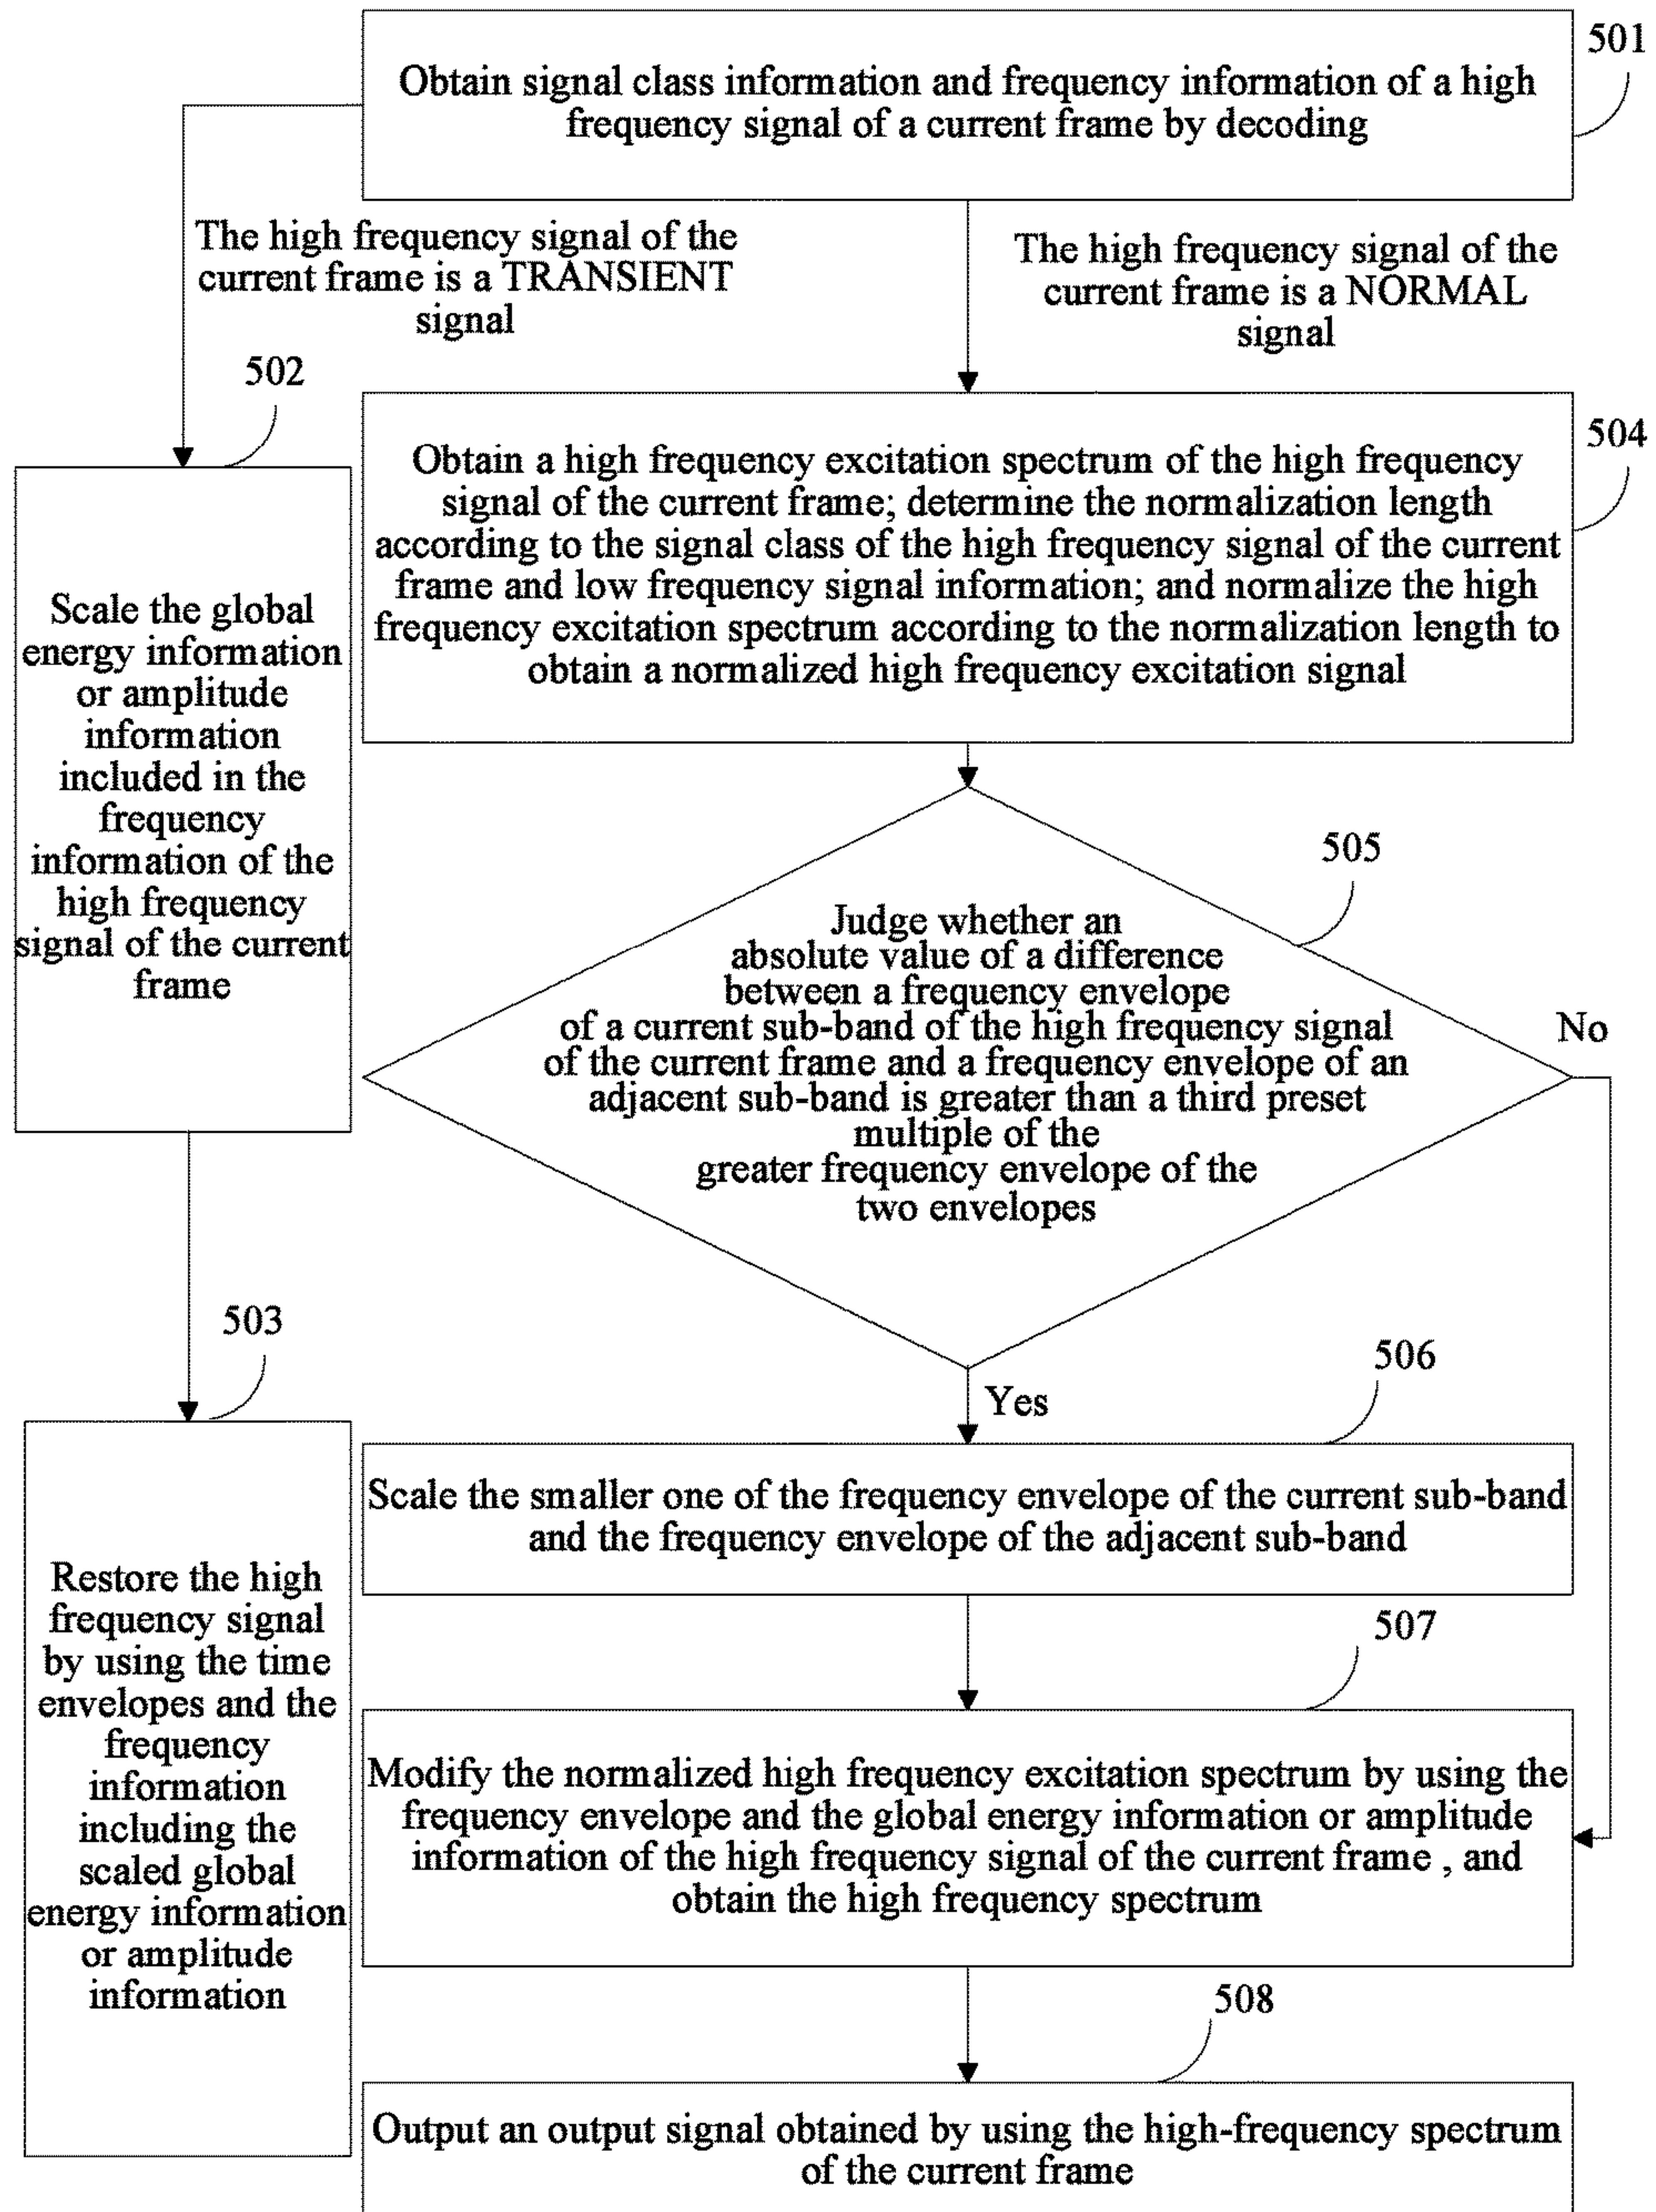 501
Obtain signal class information and frequency information of a high
frequency signal of a current frame by decoding
The high frequency signal of the
current frame is a TRANSIENT
signal
The high frequency signal of the
current frame is a NORMAL
signal
502
Scale the global
energy information
or amplitude
information
included in the
frequency
information of the
high frequency
signal of the current
frame
504
Obtain a high frequency excitation spectrum of the high frequency
signal of the current frame; determine the normalization length
according to the signal class of the high frequency signal of the current
frame and low frequency signal information; and normalize the high
frequency excitation spectrum according to the normalization length to
obtain a normalized high frequency excitation signal
505
Judge whether an
absolute value of a difference
between a frequency envelope
of a current sub-band of the high frequency signal
of the current frame and a frequency envelope of an
adjacent sub-band is greater than a third preset
multiple of the
greater frequency envelope of the
two envelopes
No
Yes
503
Restore the high
frequency signal
by using the time
envelopes and the
frequency
information
including the
scaled global
energy information
or amplitude
information
506
Scale the smaller one of the frequency envelope of the current sub-band
and the frequency envelope of the adjacent sub-band
507
Modify the normalized high frequency excitation spectrum by using the
frequency envelope and the global energy information or amplitude
information of the high frequency signal of the current frame , and
obtain the high frequency spectrum
508
Output an output signal obtained by using the high-frequency spectrum
of the current frame